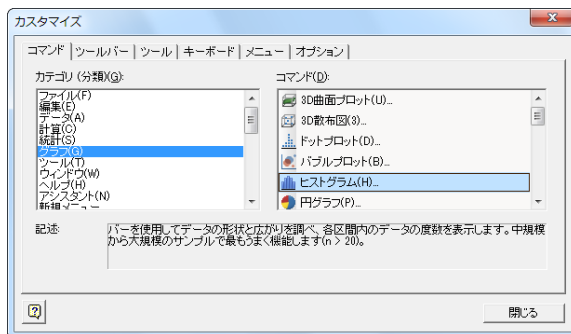 カスタマイズ
コマンド ツールバー ツール キーボード メニュー オプション
カテゴリ (分類)(G):
ファイル(F)
編集(E)
データ(A)
計算(C)
統計(S)
グラフ(G)
ツール(T)
ウィンドウ(W)
ヘルプ(H)
アシスタント(N)
新規メニュー
コマンド(D):
3D曲面プロット(U)...
3D散布図(3)...
ドットプロット(D)...
バブルプロット(B)...
ヒストグラム(H)...
円グラフ(P)...
記述:
バーを使用してデータの形状と広がりを調べ、各区間内のデータの度数を表示します。中規模
から大規模のサンプルで最もうまく機能します(n > 20)。
閉じる